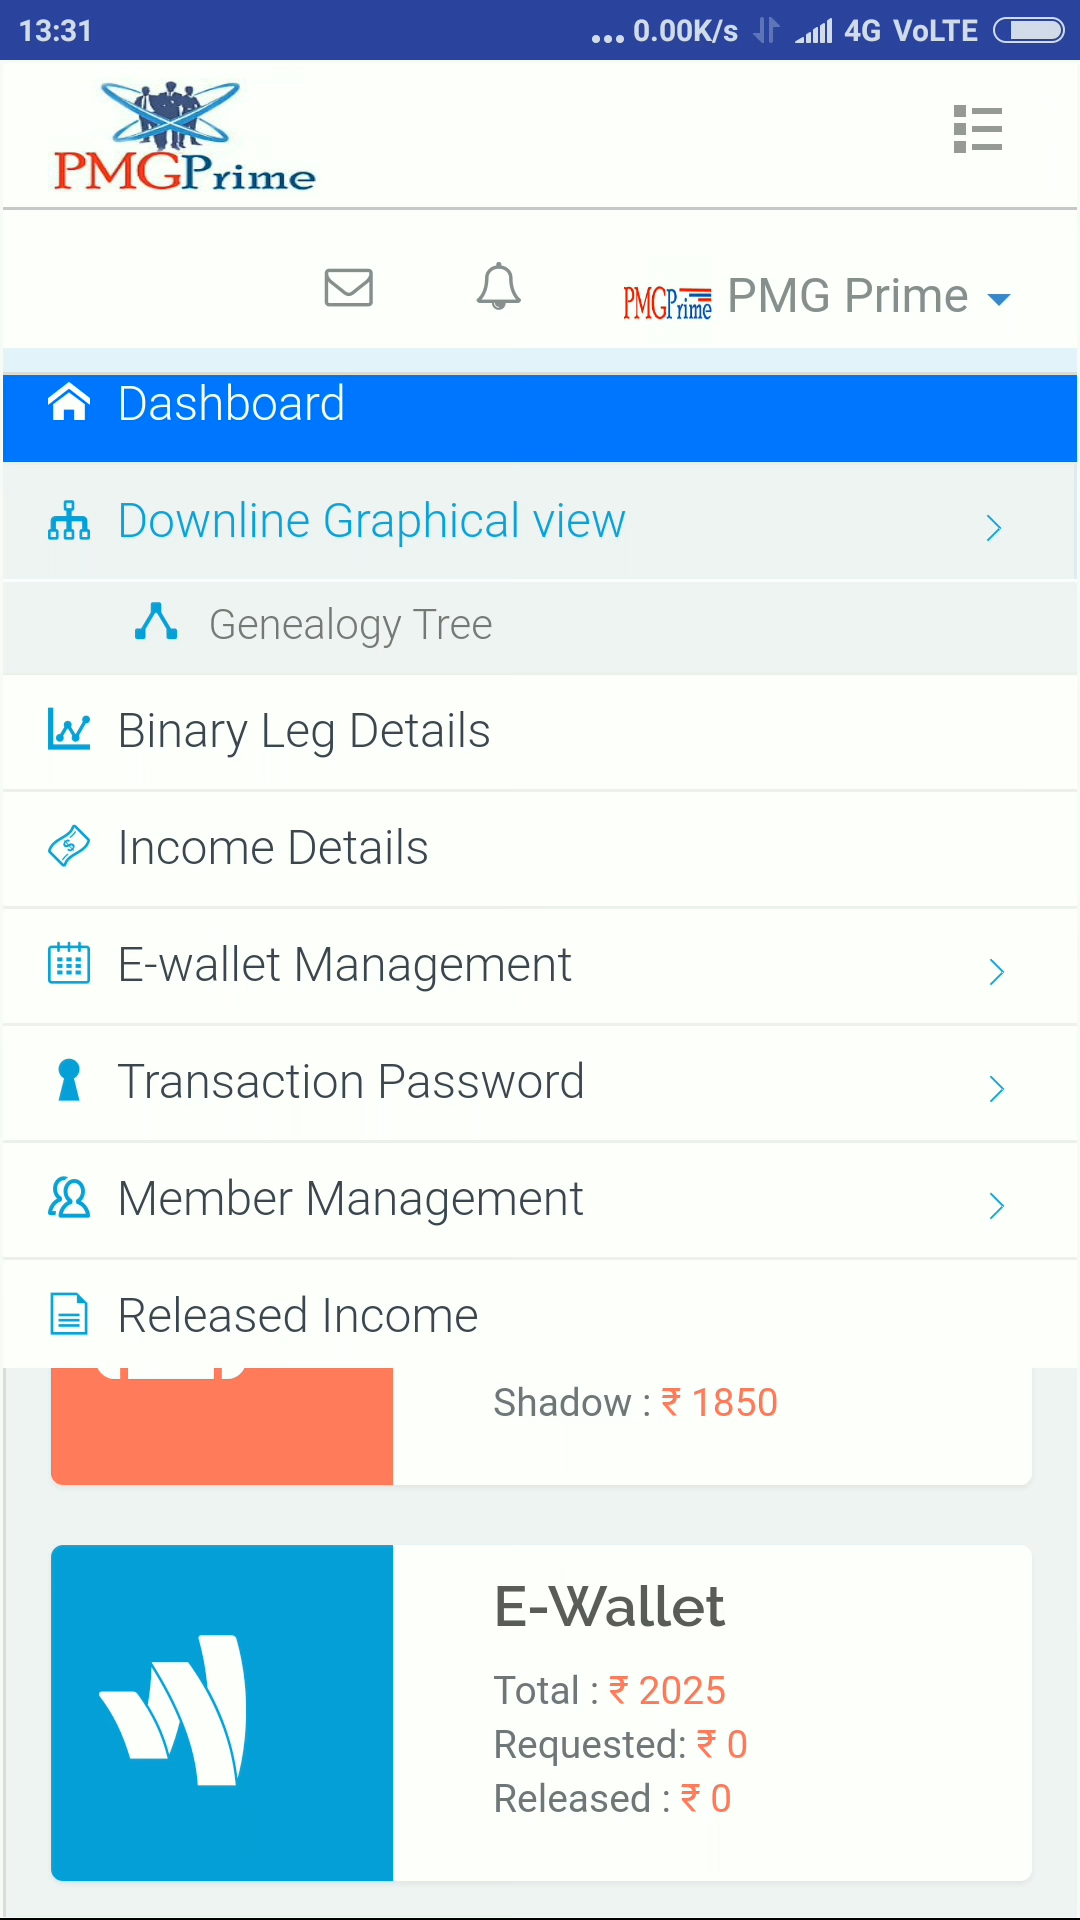 13:31
... 0.00K/s 4G VoLTE
PMGPrime
PMGPrime PMG Prime
Dashboard
Downline Graphical view
Genealogy Tree
Binary Leg Details
Income Details
E-wallet Management
Transaction Password
Member Management
Released Income
Shadow : ₹ 1850
E-Wallet
Total : ₹ 2025
Requested: ₹ 0
Released : ₹ 0